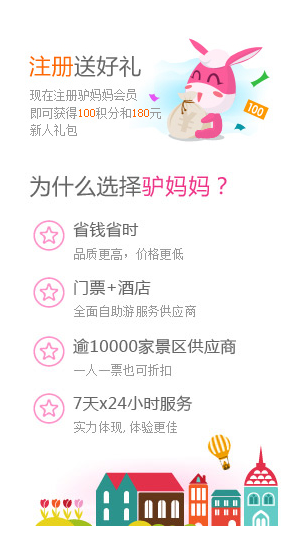 注册送好礼
现在注册驴妈妈会员
即可获得100积分和180元
新人礼包
100
为什么选择驴妈妈？
省钱省时
品质更高，价格更低
门票+酒店
全面自助游服务供应商
逾10000家景区供应商
一人一票也可折扣
7天x24小时服务
实力体现, 体验更佳